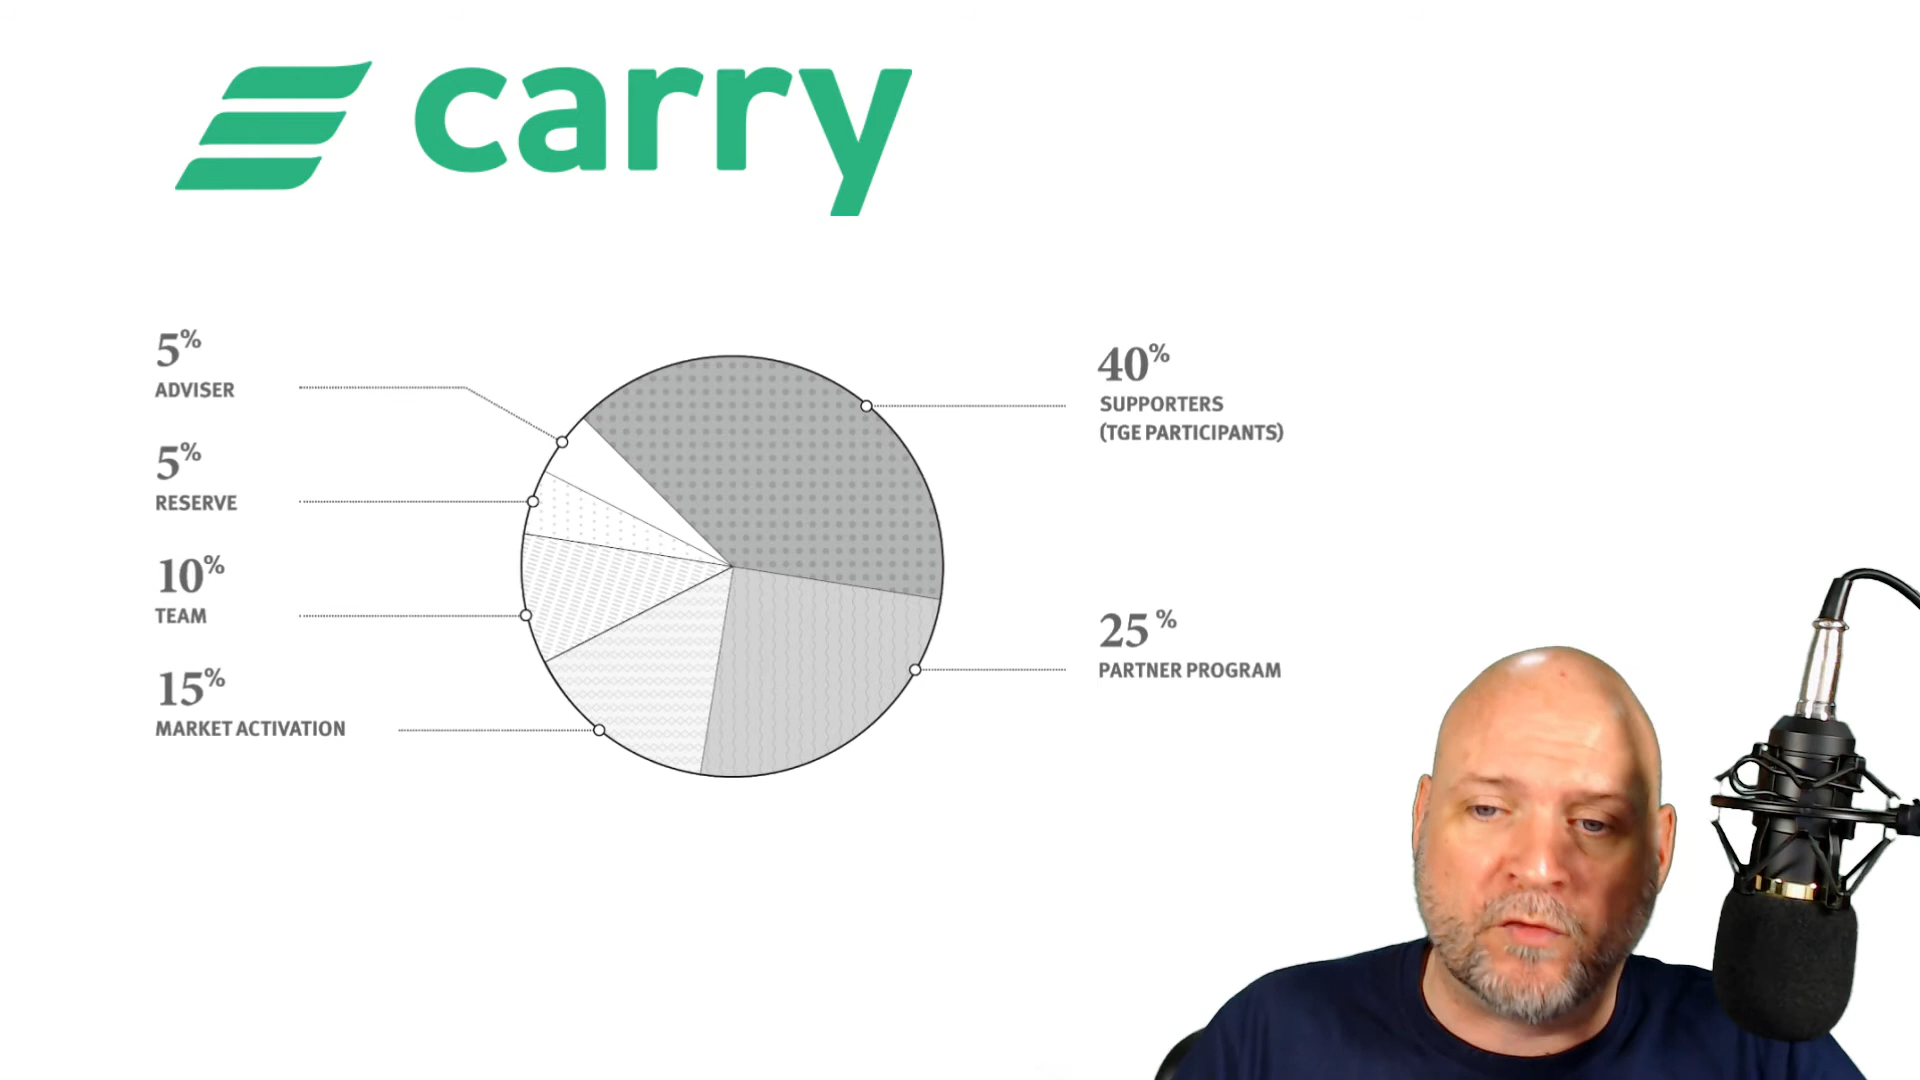 carry
5%
ADVISER
5%
RESERVE
10%
TEAM
15%
MARKET ACTIVATION
40%
SUPPORTERS
(TGE PARTICIPANTS)
25%
PARTNER PROGRAM